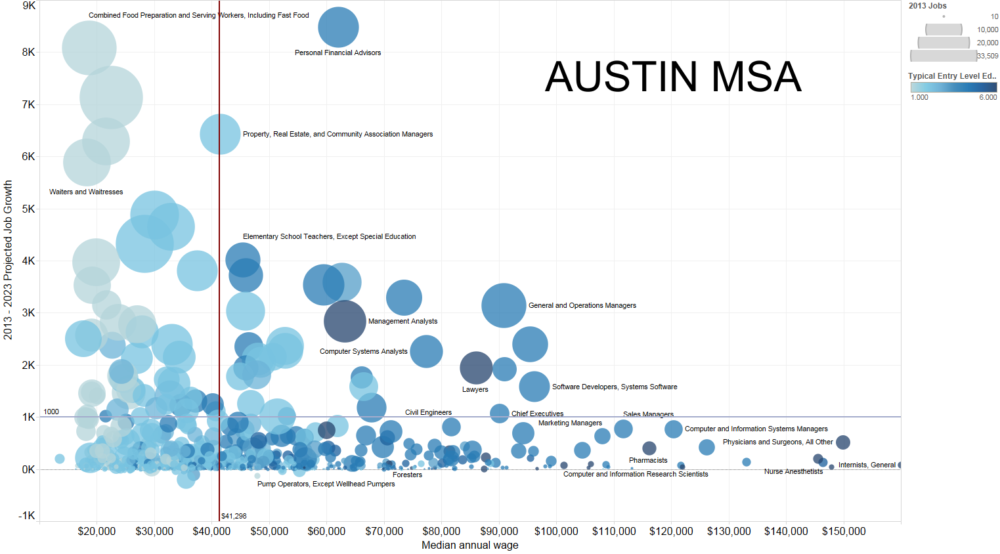 AUSTIN MSA
2013 Jobs
10
10,000
20,000
33,509
Typical Entry Level Ed..
1.000
6.000
2013 - 2023 Projected Job Growth
9K
8K
7K
6K
5K
4K
3K
2K
1K
0K
-1K
Combined Food Preparation and Serving Workers, Including Fast Food
Personal Financial Advisors
Property, Real Estate, and Community Association Managers
Waiters and Waitresses
Elementary School Teachers, Except Special Education
General and Operations Managers
Management Analysts
Computer Systems Analysts
Lawyers
Software Developers, Systems Software
1000
Civil Engineers
Chief Executives
Sales Managers
Marketing Managers
Computer and Information Systems Managers
Physicians and Surgeons, All Other
Pharmacists
Internists, General
Nurse Anesthetists
Foresters
Computer and Information Research Scientists
Pump Operators, Except Wellhead Pumpers
$41,298
$20,000
$30,000
$40,000
$50,000
$60,000
$70,000
$80,000
$90,000
$100,000
$110,000
$120,000
$130,000
$140,000
$150,000
Median annual wage